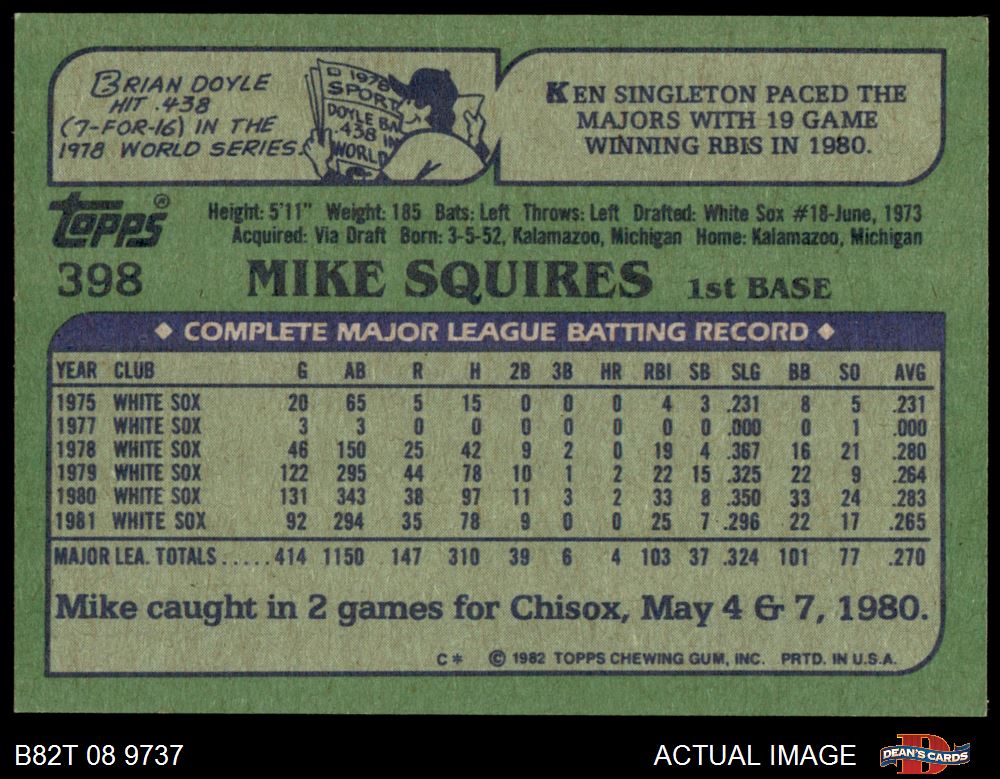 BRIAN DOYLE
HIT .438
(7-FOR-16) IN THE
1978 WORLD SERIES.
1978
SPORT
DOYLE BA
.438 IN
WORLD
KEN SINGLETON PACED THE
MAJORS WITH 19 GAME
WINNING RBIS IN 1980.
TOPPS®
Height: 5'11" Weight: 185 Bats: Left Throws: Left Drafted: White Sox #18-June, 1973
Acquired: Via Draft Born: 3-5-52, Kalamazoo, Michigan Home: Kalamazoo, Michigan
398 MIKE SQUIRES 1st BASE
◆ COMPLETE MAJOR LEAGUE BATTING RECORD ◆
YEAR CLUB G AB R H 2B 3B HR RBI SB SLG BB SO AVG
1975 WHITE SOX 20 65 5 15 0 0 0 4 3 .231 8 5 .231
1977 WHITE SOX 3 3 0 0 0 0 0 0 0 .000 0 1 .000
1978 WHITE SOX 46 150 25 42 9 2 0 19 4 .367 16 21 .280
1979 WHITE SOX 122 295 44 78 10 1 2 22 15 .325 22 9 .264
1980 WHITE SOX 131 343 38 97 11 3 2 33 8 .350 33 24 .283
1981 WHITE SOX 92 294 35 78 9 0 0 25 7 .296 22 17 .265
MAJOR LEA. TOTALS ..... 414 1150 147 310 39 6 4 103 37 .324 101 77 .270
Mike caught in 2 games for Chisox, May 4 & 7, 1980.
C* © 1982 TOPPS CHEWING GUM, INC. PRTD. IN U.S.A.
B82T 08 9737 ACTUAL IMAGE DEAN'S CARDS